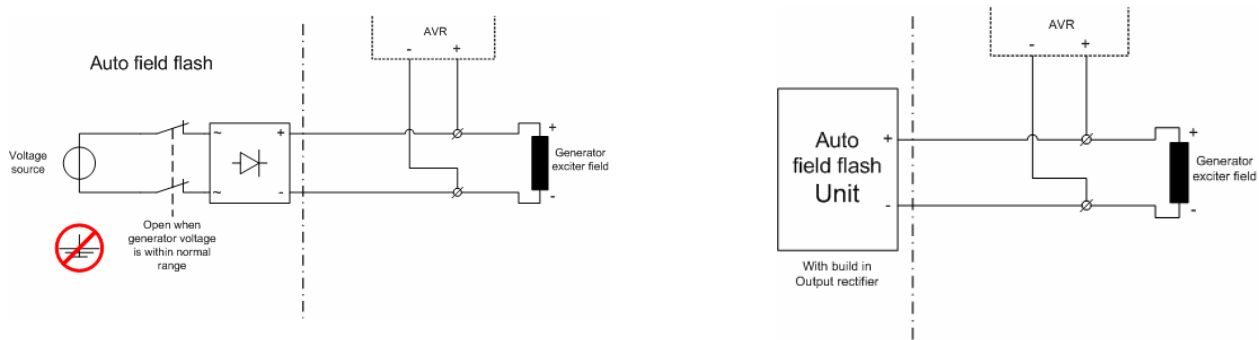 AVR
- +
Auto field flash
~ +
~ -
Voltage
source
Open when
generator voltage
is within normal
range
+
Generator
exciter field
-
AVR
- +
Auto
field flash
Unit
+
-
With build in
Output rectifier
+
Generator
exciter field
-